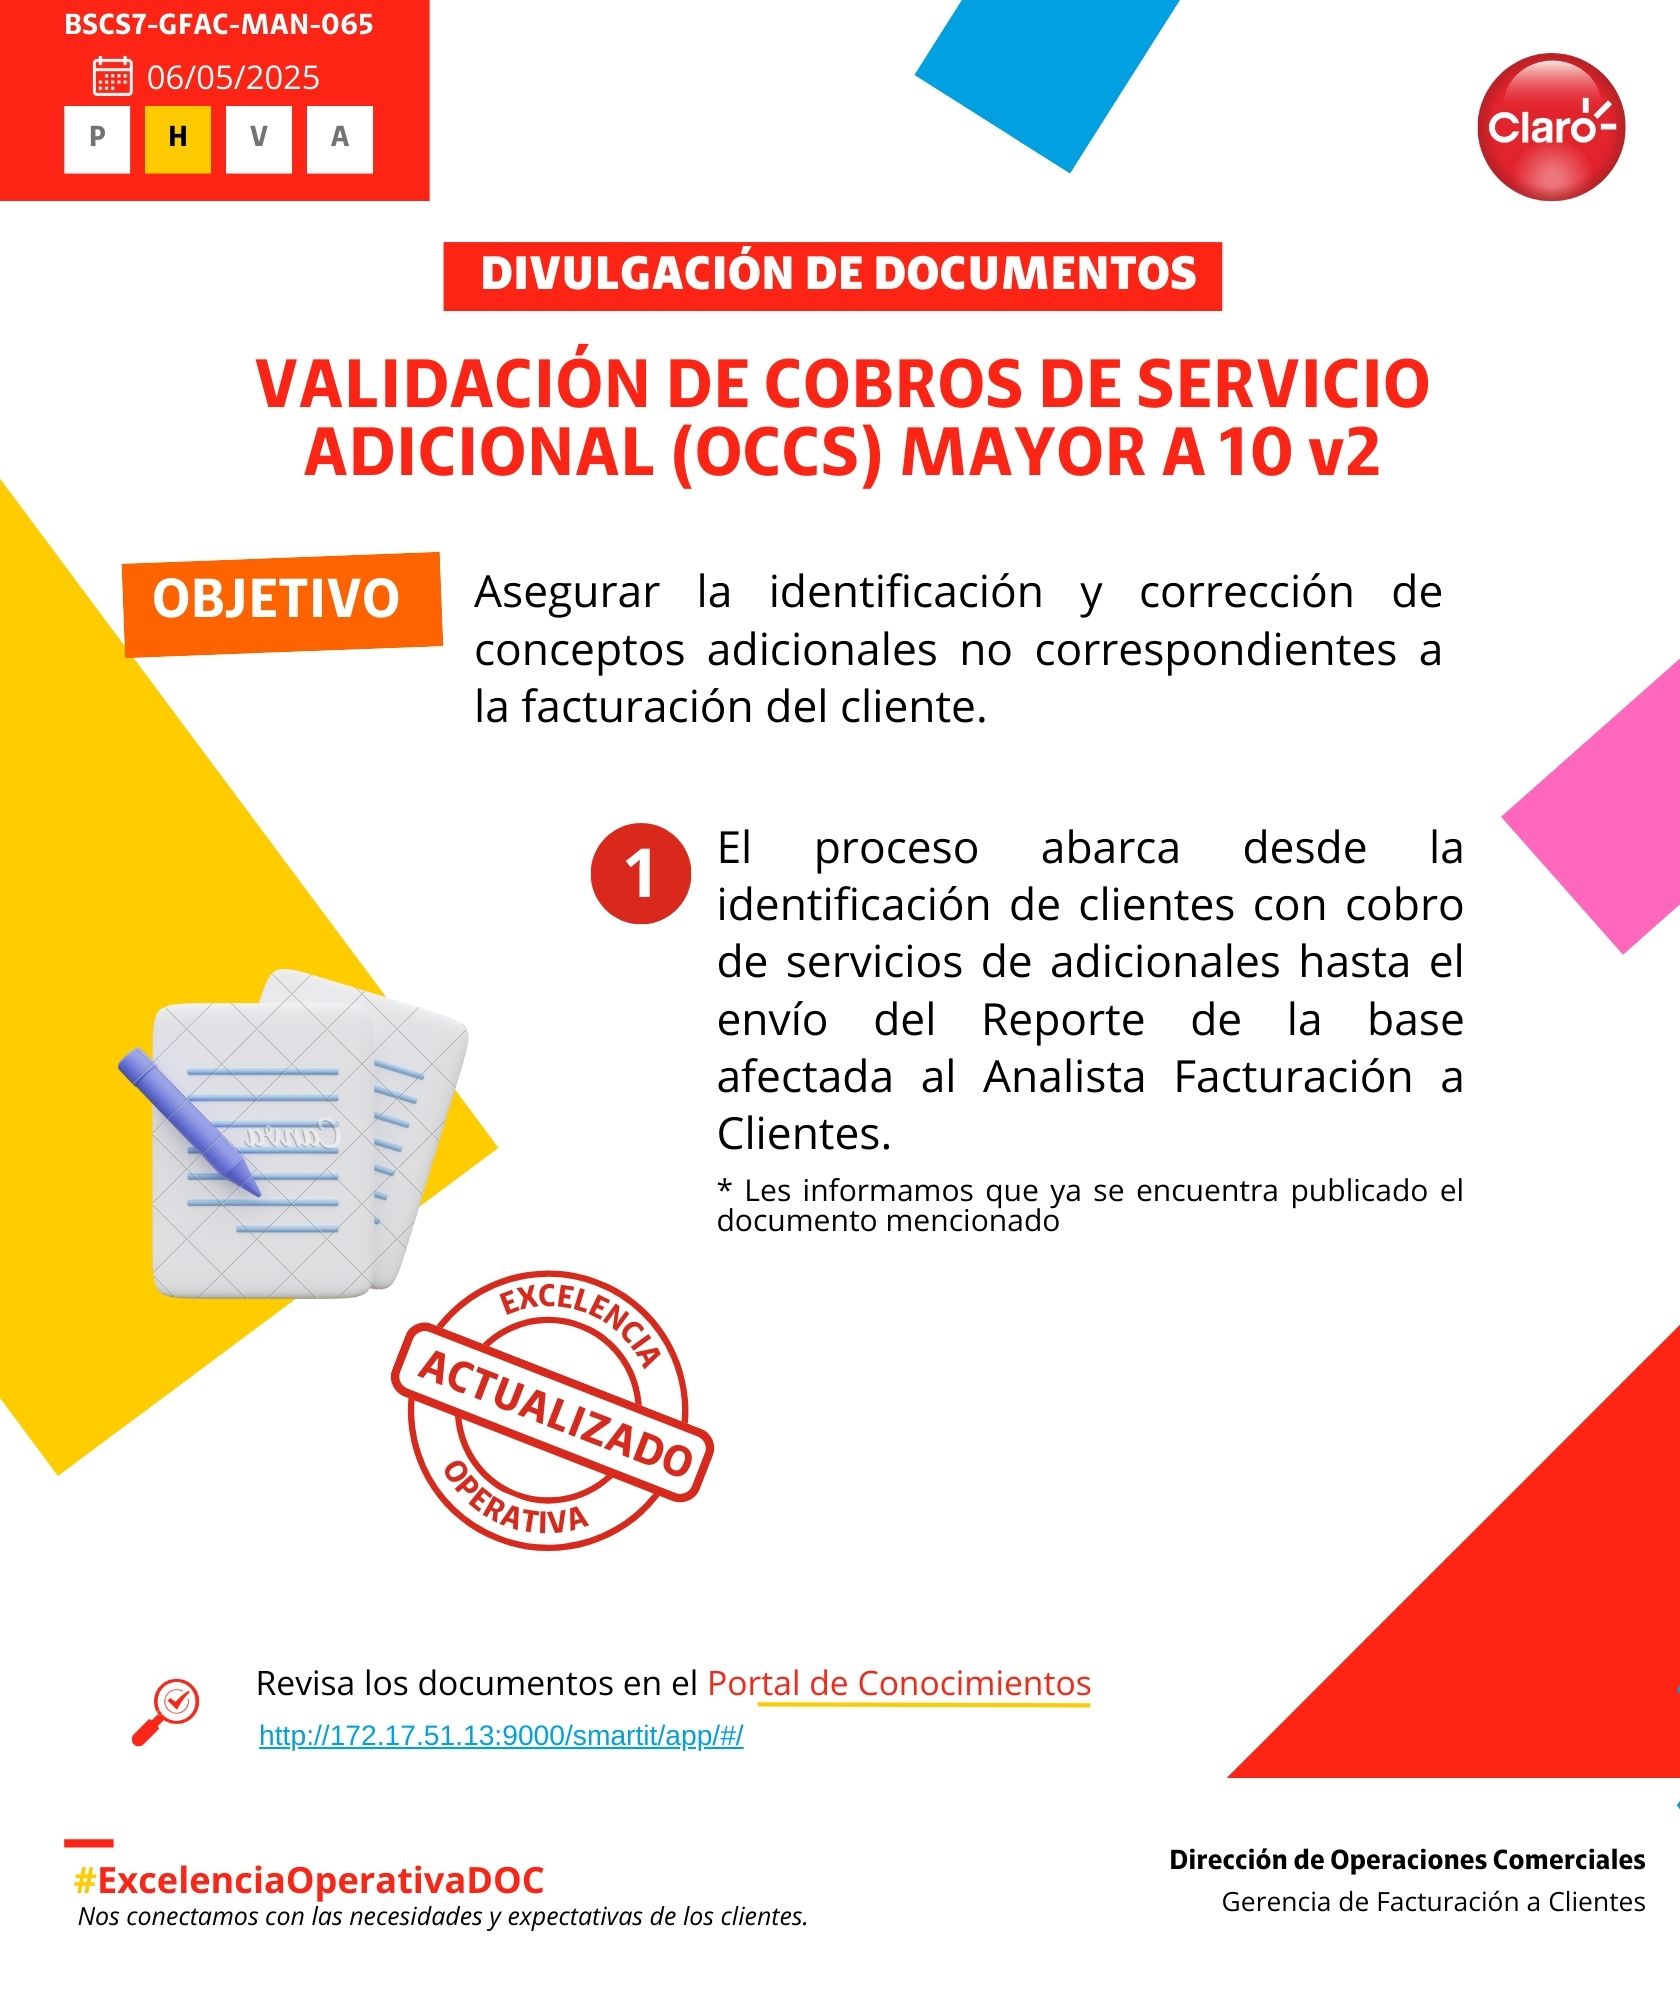 BSCS7-GFAC-MAN-065
06/05/2025
P H V A
Claro
DIVULGACIÓN DE DOCUMENTOS
VALIDACIÓN DE COBROS DE SERVICIO
ADICIONAL (OCCS) MAYOR A 10 v2
OBJETIVO
Asegurar la identificación y corrección de
conceptos adicionales no correspondientes a
la facturación del cliente.
1
El proceso abarca desde la
identificación de clientes con cobro
de servicios de adicionales hasta el
envío del Reporte de la base
afectada al Analista Facturación a
Clientes.
* Les informamos que ya se encuentra publicado el
documento mencionado
Canva
EXCELENCIA
ACTUALIZADO
OPERATIVA
Revisa los documentos en el Portal de Conocimientos
http://172.17.51.13:9000/smartit/app/#/
#ExcelenciaOperativaDOC
Nos conectamos con las necesidades y expectativas de los clientes.
Dirección de Operaciones Comerciales
Gerencia de Facturación a Clientes